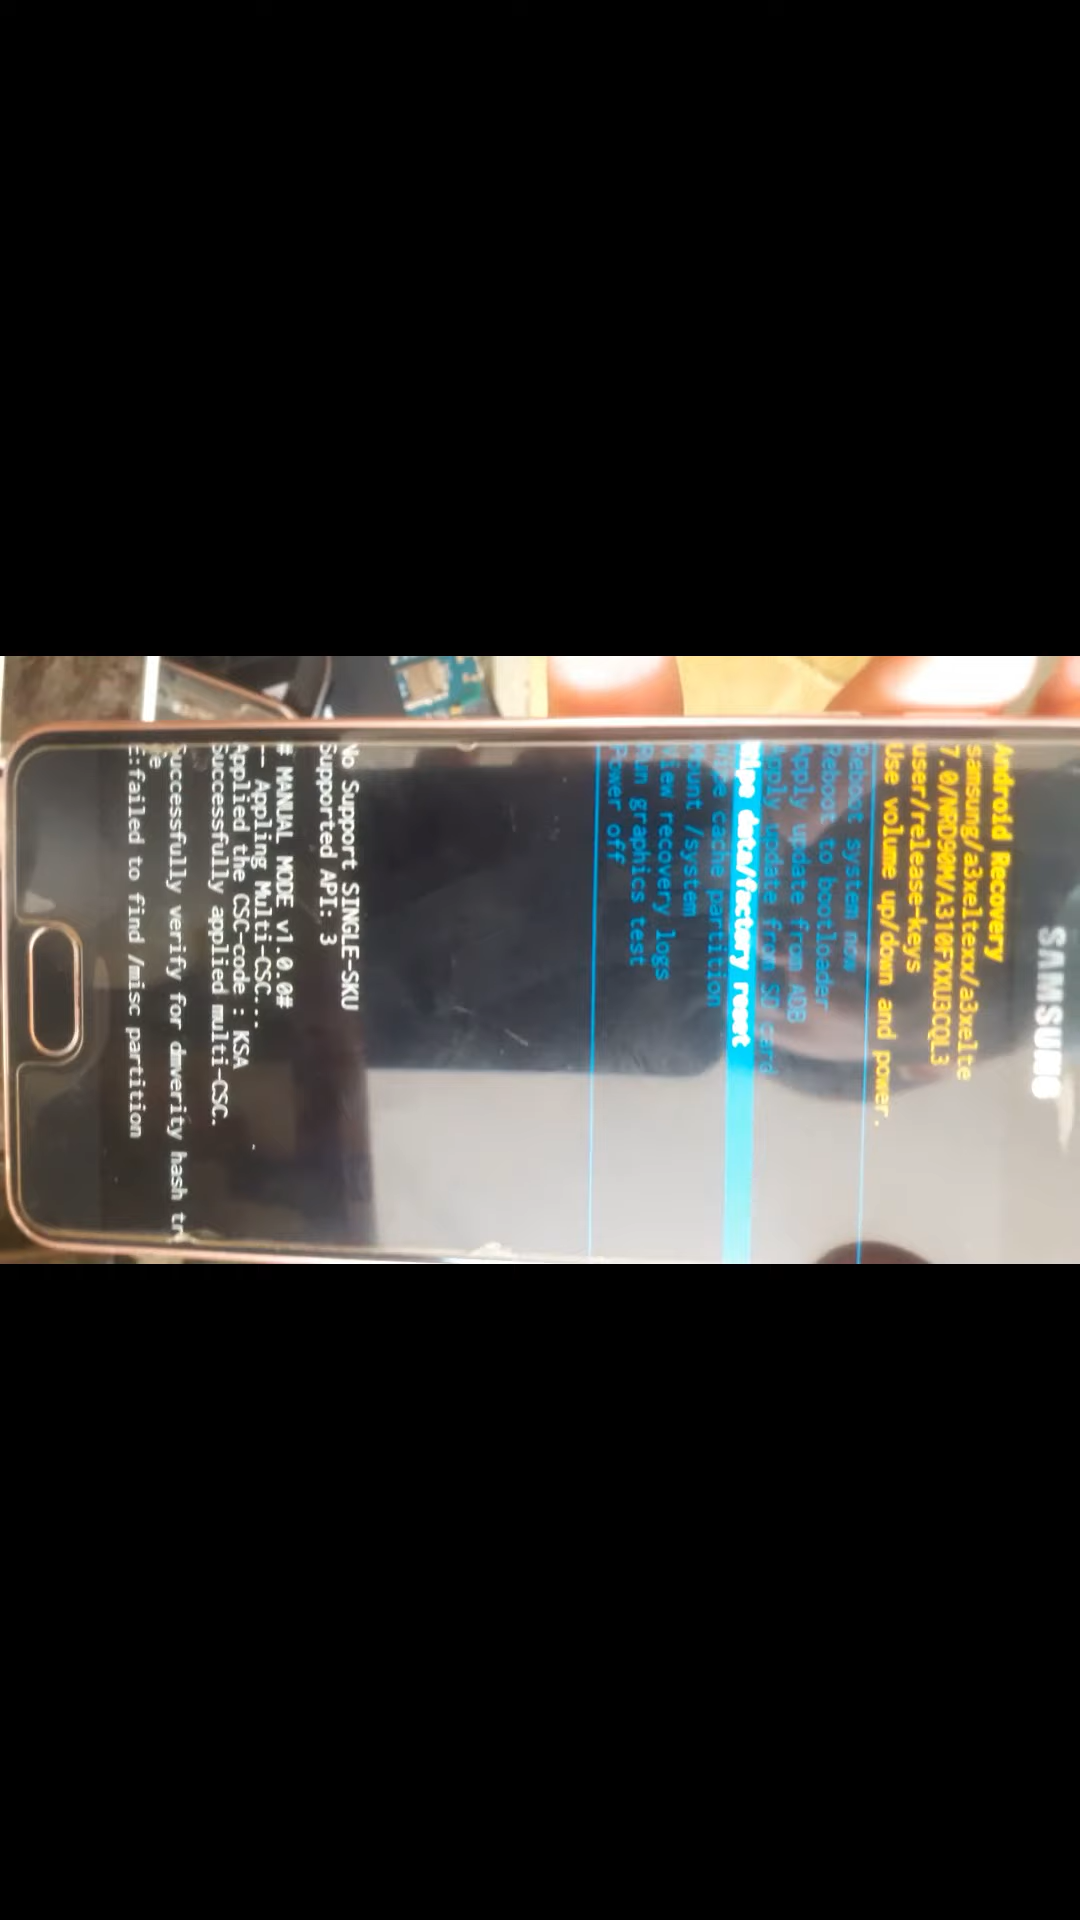 SAMSUNG
Android Recovery
samsung/a3xeltexx/a3xelte
7.0/NRD90M/A310FXXU3CQL3
user/release-keys
Use volume up/down and power.
Reboot system now
Reboot to bootloader
Apply update from ADB
Apply update from SD card
Wipe data/factory reset
Wipe cache partition
Mount /system
View recovery logs
Run graphics test
Power off
No Support SINGLE-SKU
Supported API: 3
# MANUAL MODE v1.0.0#
-- Appling Multi-CSC...
Applied the CSC-code : KSA
Successfully applied multi-CSC.
Successfully verify for dmverity hash tre
e
E:failed to find /misc partition